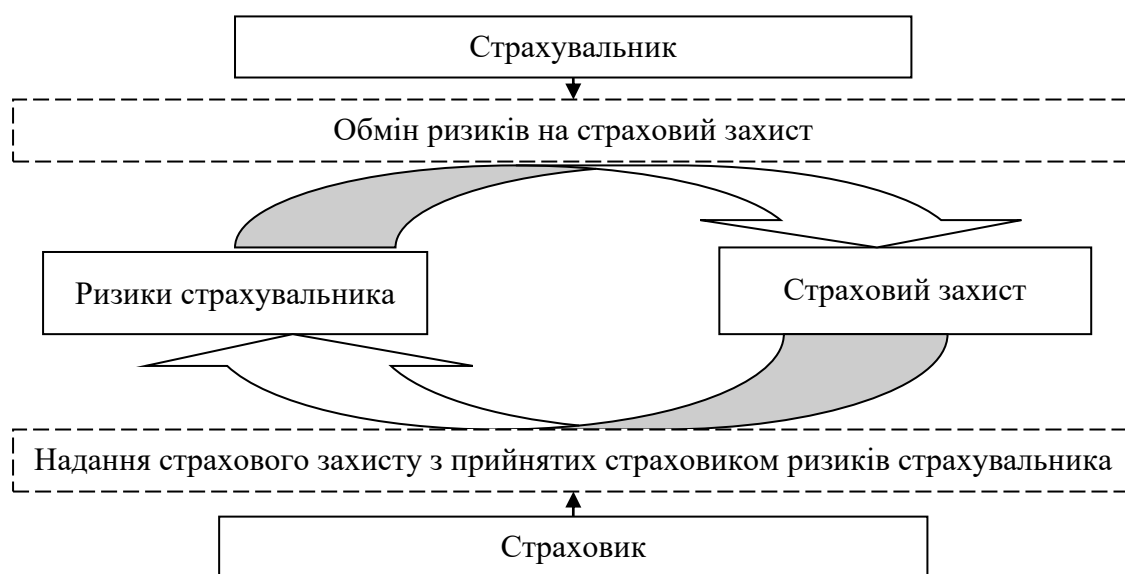 Страхувальник
Обмін ризиків на страховий захист
Ризики страхувальника
Страховий захист
Надання страхового захисту з прийнятих страховиком ризиків страхувальника
Страховик